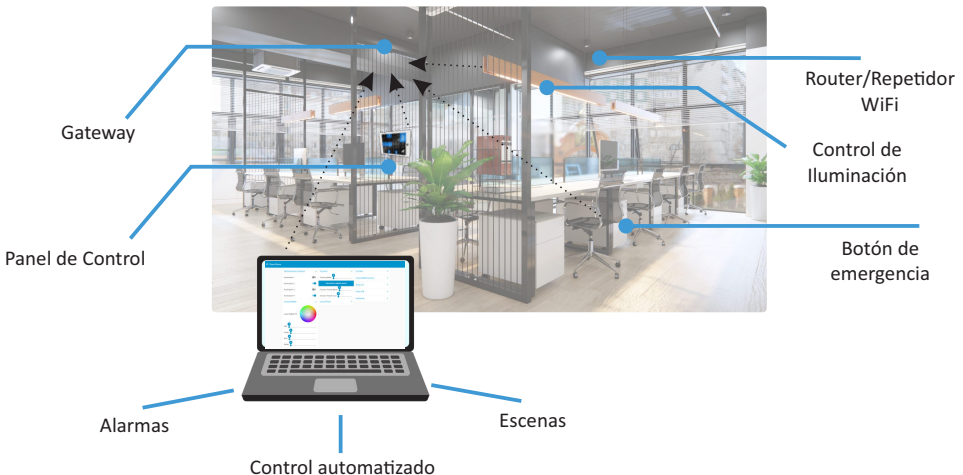 Gateway
Router/Repetidor
WiFi
Control de
Iluminación
Panel de Control
Botón de
emergencia
Alarmas
Escenas
Control automatizado